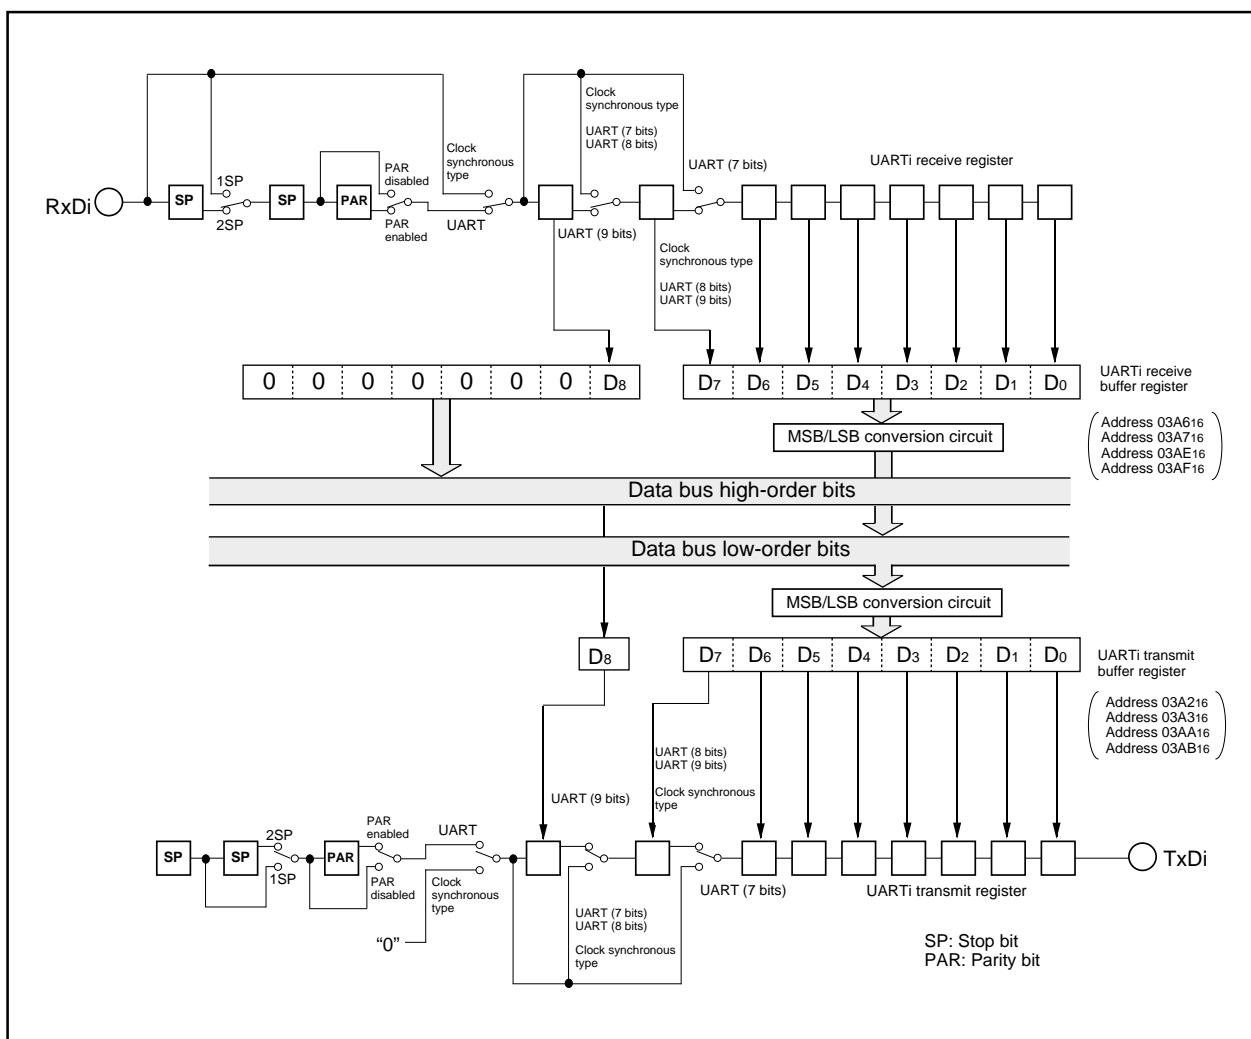 Clock
synchronous type
UART (7 bits)
UART (8 bits)
Clock
synchronous
type
PAR
disabled
UART (7 bits)
UARTi receive register
1SP
RxDi
SP
SP
PAR
2SP
PAR
enabled
UART
UART (9 bits)
Clock
synchronous type
UART (8 bits)
UART (9 bits)
0 0 0 0 0 0 0 D8
D7 D6 D5 D4 D3 D2 D1 D0
UARTi receive
buffer register
MSB/LSB conversion circuit
Address 03A616
Address 03A716
Address 03AE16
Address 03AF16
Data bus high-order bits
Data bus low-order bits
MSB/LSB conversion circuit
D8
D7 D6 D5 D4 D3 D2 D1 D0
UARTi transmit
buffer register
Address 03A216
Address 03A316
Address 03AA16
Address 03AB16
UART (8 bits)
UART (9 bits)
Clock synchronous
type
UART (9 bits)
PAR
enabled
2SP
UART
SP
SP
PAR
TxDi
1SP
PAR
disabled
Clock
synchronous
type
UART (7 bits)
UARTi transmit register
UART (7 bits)
UART (8 bits)
Clock synchronous
type
“0”
SP: Stop bit
PAR: Parity bit